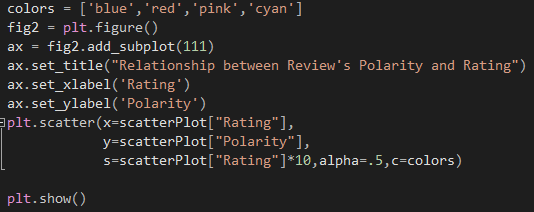 colors = ['blue','red','pink','cyan']
fig2 = plt.figure()
ax = fig2.add_subplot(111)
ax.set_title("Relationship between Review's Polarity and Rating")
ax.set_xlabel('Rating')
ax.set_ylabel('Polarity')
plt.scatter(x=scatterPlot["Rating"],
            y=scatterPlot["Polarity"],
            s=scatterPlot["Rating"]*10,alpha=.5,c=colors)
plt.show()